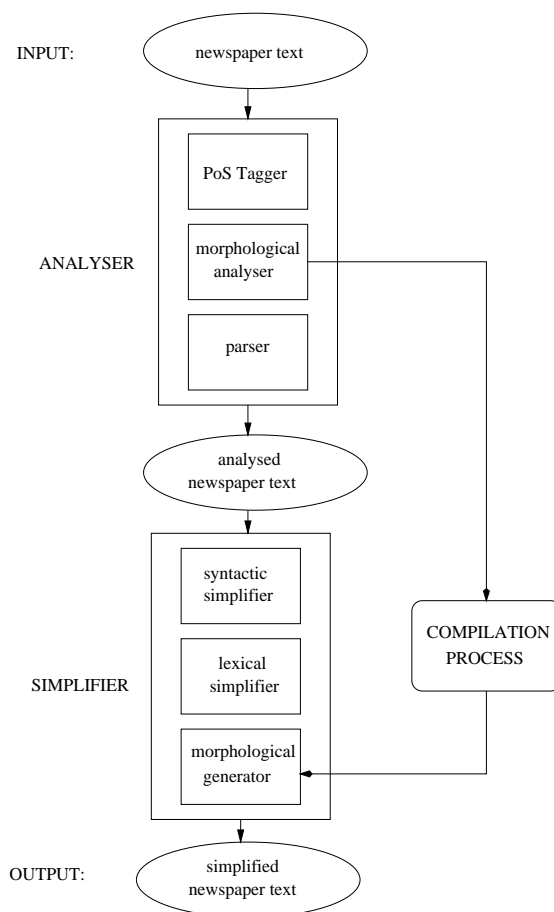 INPUT:
newspaper text
PoS Tagger
ANALYSER
morphological
analyser
parser
analysed
newspaper text
syntactic
simplifier
COMPILATION
PROCESS
SIMPLIFIER
lexical
simplifier
morphological
generator
OUTPUT:
simplified
newspaper text